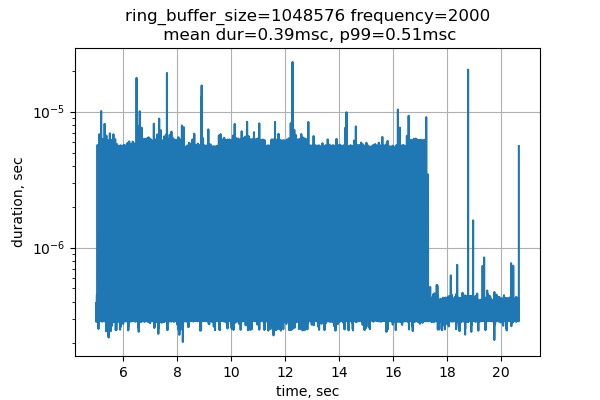 ring_buffer_size=1048576 frequency=2000
mean dur=0.39msc, p99=0.51msc
duration, sec
10⁻⁵
10⁻⁶
6 8 10 12 14 16 18 20
time, sec